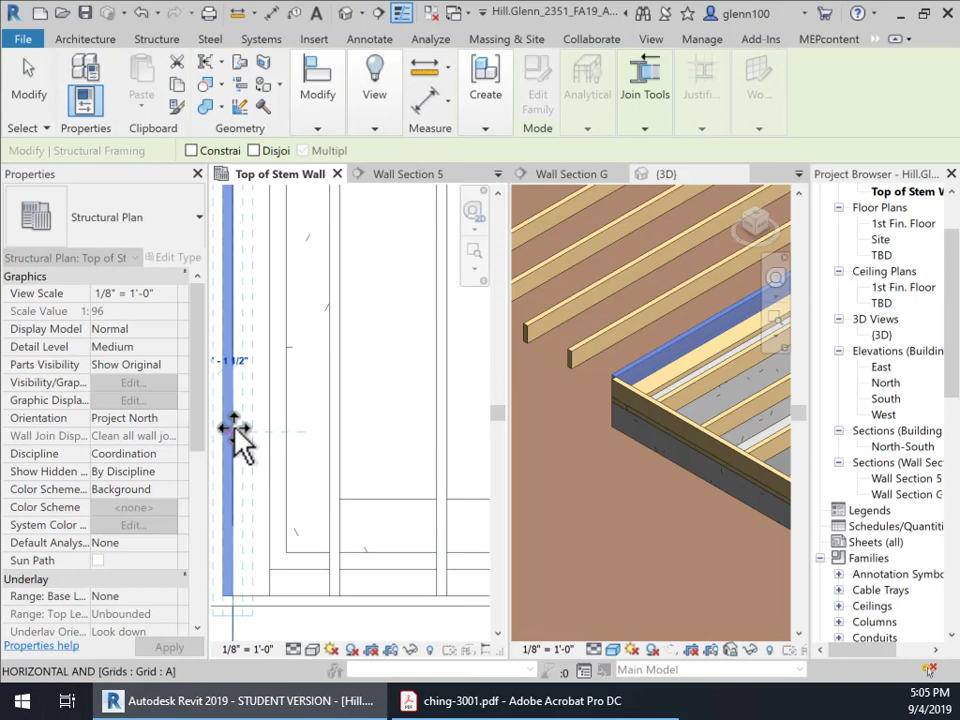 Hill.Glenn_2351_FA19_A...
glenn100
File Architecture Structure Steel Systems Insert Annotate Analyze Massing & Site Collaborate View Manage Add-Ins MEPcontent
Modify Paste Modify View Create Edit Family Analytical Join Tools Justifi... Wo...
Select Properties Clipboard Geometry Measure Mode
Modify | Structural Framing Constrai Disjoi Multipl
Properties
Top of Stem Wall
Wall Section 5
Wall Section G
{3D}
Project Browser - Hill.Gl...
Structural Plan
Structural Plan: Top of St
Edit Type
Graphics
View Scale 1/8" = 1'-0"
Scale Value 1: 96
Display Model Normal
Detail Level Medium
Parts Visibility Show Original
Visibility/Grap... Edit...
Graphic Displa... Edit...
Orientation Project North
Wall Join Disp... Clean all wall jo...
Discipline Coordination
Show Hidden ... By Discipline
Color Scheme... Background
Color Scheme <none>
System Color ... Edit...
Default Analys... None
Sun Path
Underlay
Range: Base L... None
Range: Top Le... Unbounded
Underlay Orie... Look down
Properties help
Apply
' - 1 1/2"
1/8" = 1'-0"
1/8" = 1'-0"
Top of Stem W
Floor Plans
1st Fin. Floor
Site
TBD
Ceiling Plans
1st Fin. Floor
TBD
3D Views
{3D}
Elevations (Building
East
North
South
West
Sections (Building
North-South
Sections (Wall Sec
Wall Section 5
Wall Section G
Legends
Schedules/Quantiti
Sheets (all)
Families
Annotation Symbo
Cable Trays
Ceilings
Columns
Conduits
HORIZONTAL AND [Grids : Grid : A]
:0
Main Model
Autodesk Revit 2019 - STUDENT VERSION - [Hill....
ching-3001.pdf - Adobe Acrobat Pro DC
5:05 PM
9/4/2019